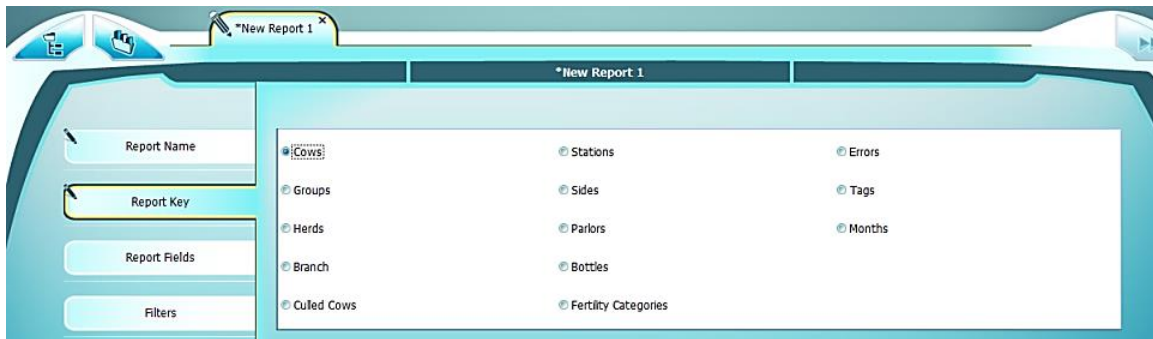 *New Report 1
*New Report 1
Report Name
Report Key
Report Fields
Filters
Cows
Groups
Herds
Branch
Culled Cows
Stations
Sides
Parlors
Bottles
Fertility Categories
Errors
Tags
Months